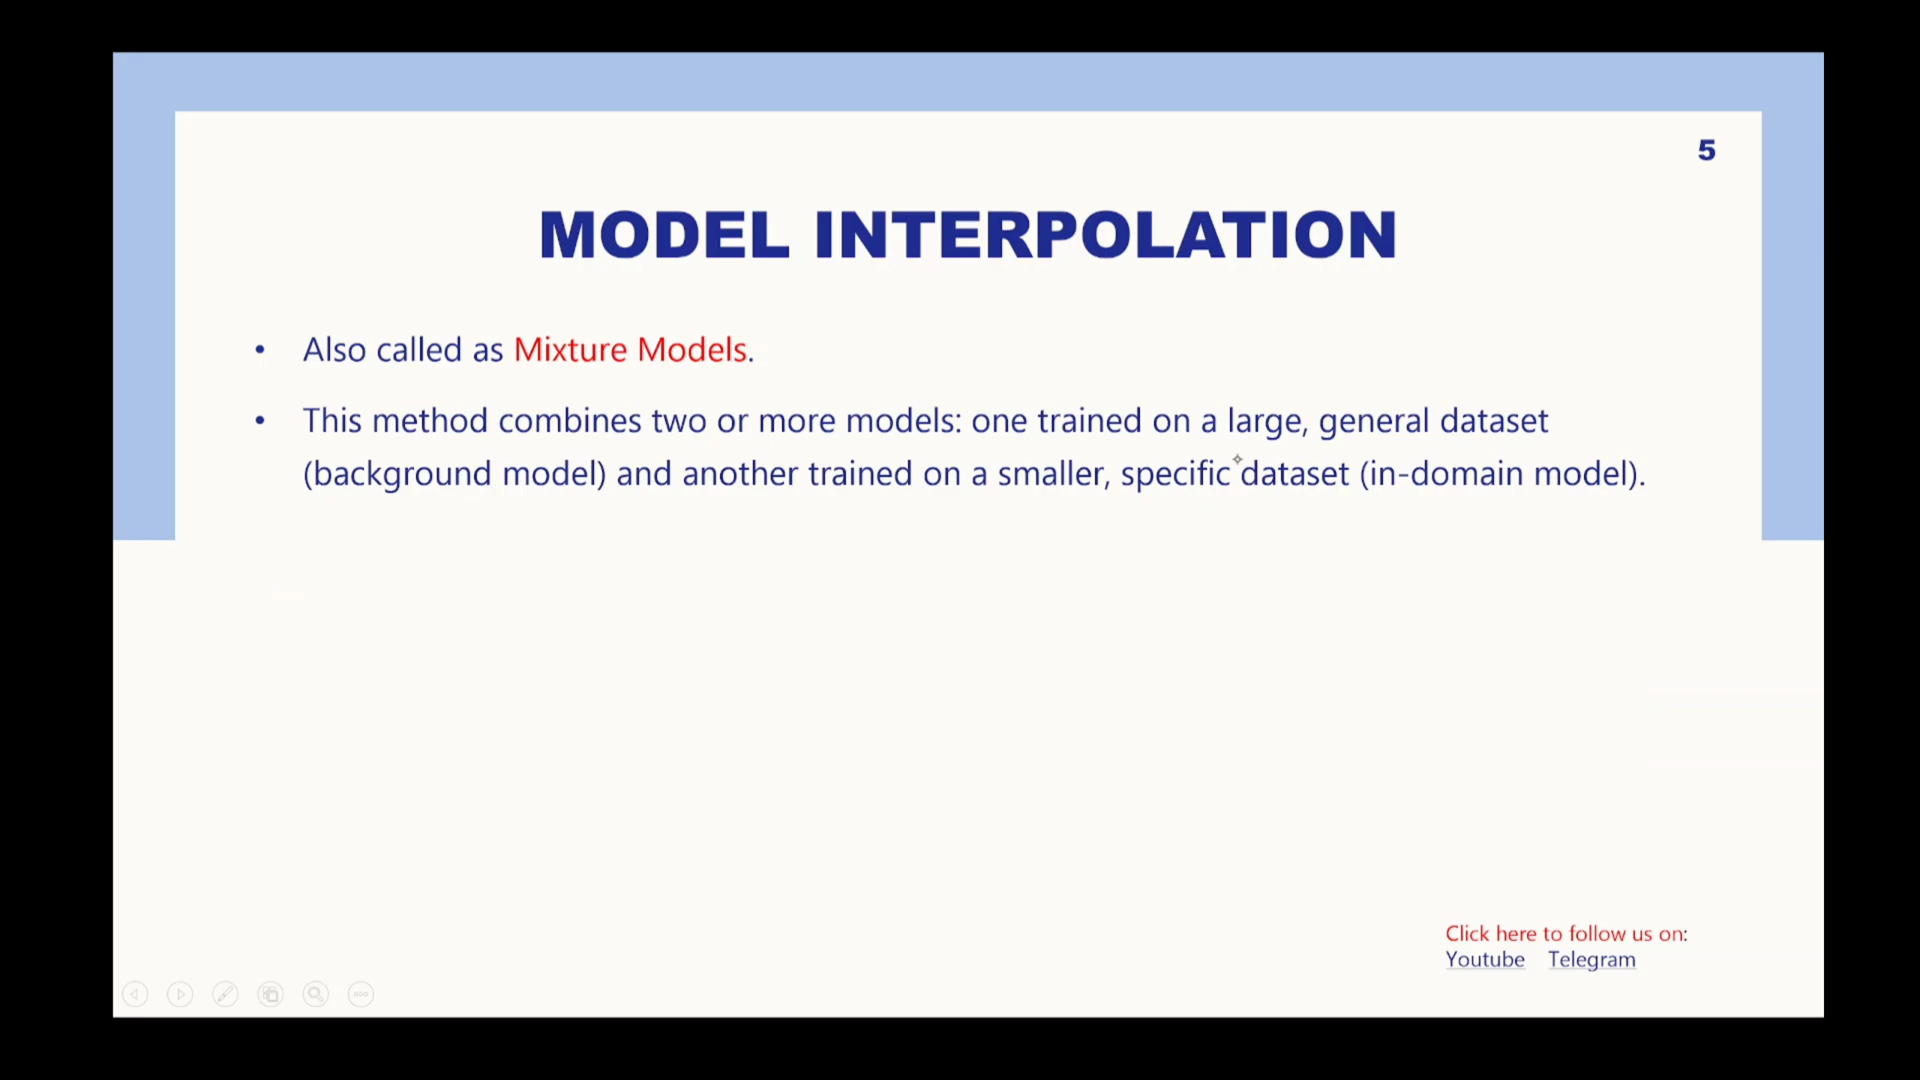 5
MODEL INTERPOLATION
• Also called as Mixture Models.
• This method combines two or more models: one trained on a large, general dataset
(background model) and another trained on a smaller, specific dataset (in-domain model).
Click here to follow us on:
Youtube Telegram